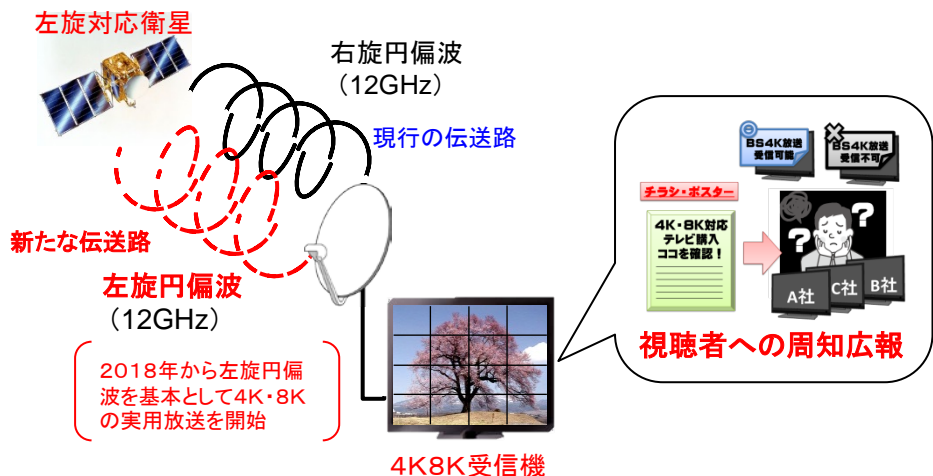 左旋対応衛星
右旋円偏波
（12GHz）
現行の伝送路
新たな伝送路
左旋円偏波
（12GHz）
２０１８年から左旋円偏
波を基本として４Ｋ・８Ｋ
の実用放送を開始
４Ｋ８Ｋ受信機
BS４K放送
受信可能
BS４K放送
受信不可
チラシ・ポスター
４K・８K対応
テレビ購入
ココを確認！
？
？
A社
C社
B社
視聴者への周知広報